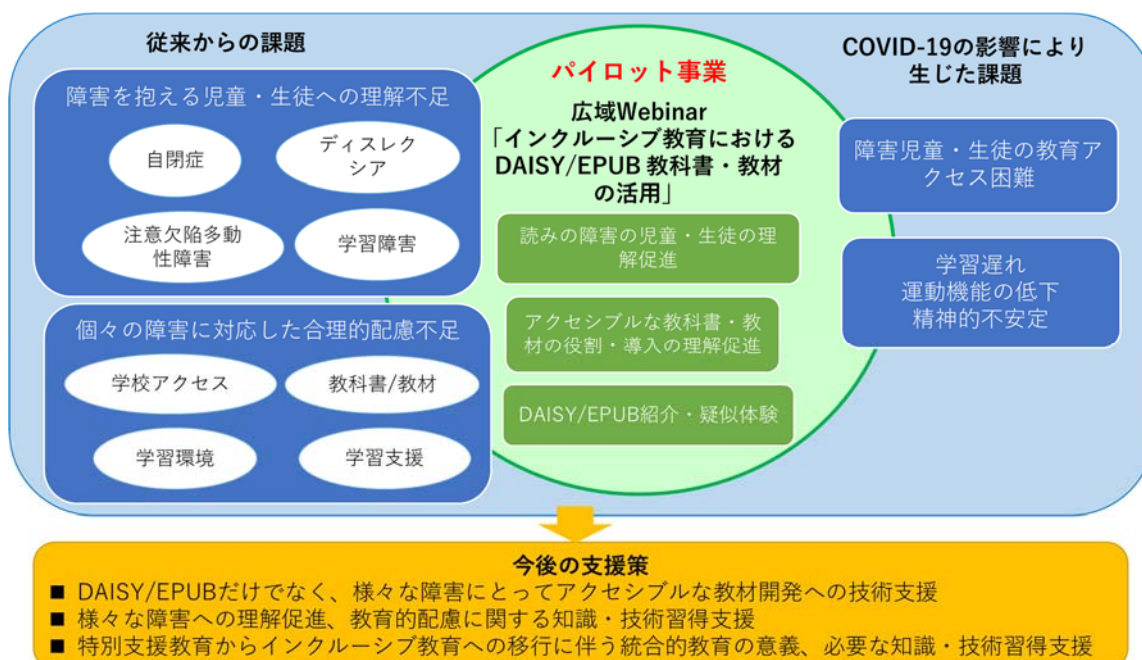 従来からの課題
障害を抱える児童・生徒への理解不足
自閉症
ディスレク
シア
注意欠陥多動
性障害
学習障害
個々の障害に対応した合理的配慮不足
学校アクセス
教科書/教材
学習環境
学習支援
パイロット事業
広域Webinar
「インクルーシブ教育における
DAISY/EPUB 教科書・教材
の活用」
読みの障害の児童・生徒の理
解促進
アクセシブルな教科書・教
材の役割・導入の理解促進
DAISY/EPUB紹介・疑似体験
COVID-19の影響により
生じた課題
障害児童・生徒の教育ア
クセス困難
学習遅れ
運動機能の低下
精神的不安定
今後の支援策
■ DAISY/EPUBだけでなく、様々な障害にとってアクセシブルな教材開発への技術支援
■ 様々な障害への理解促進、教育的配慮に関する知識・技術習得支援
■ 特別支援教育からインクルーシブ教育への移行に伴う統合的教育の意義、必要な知識・技術習得支援